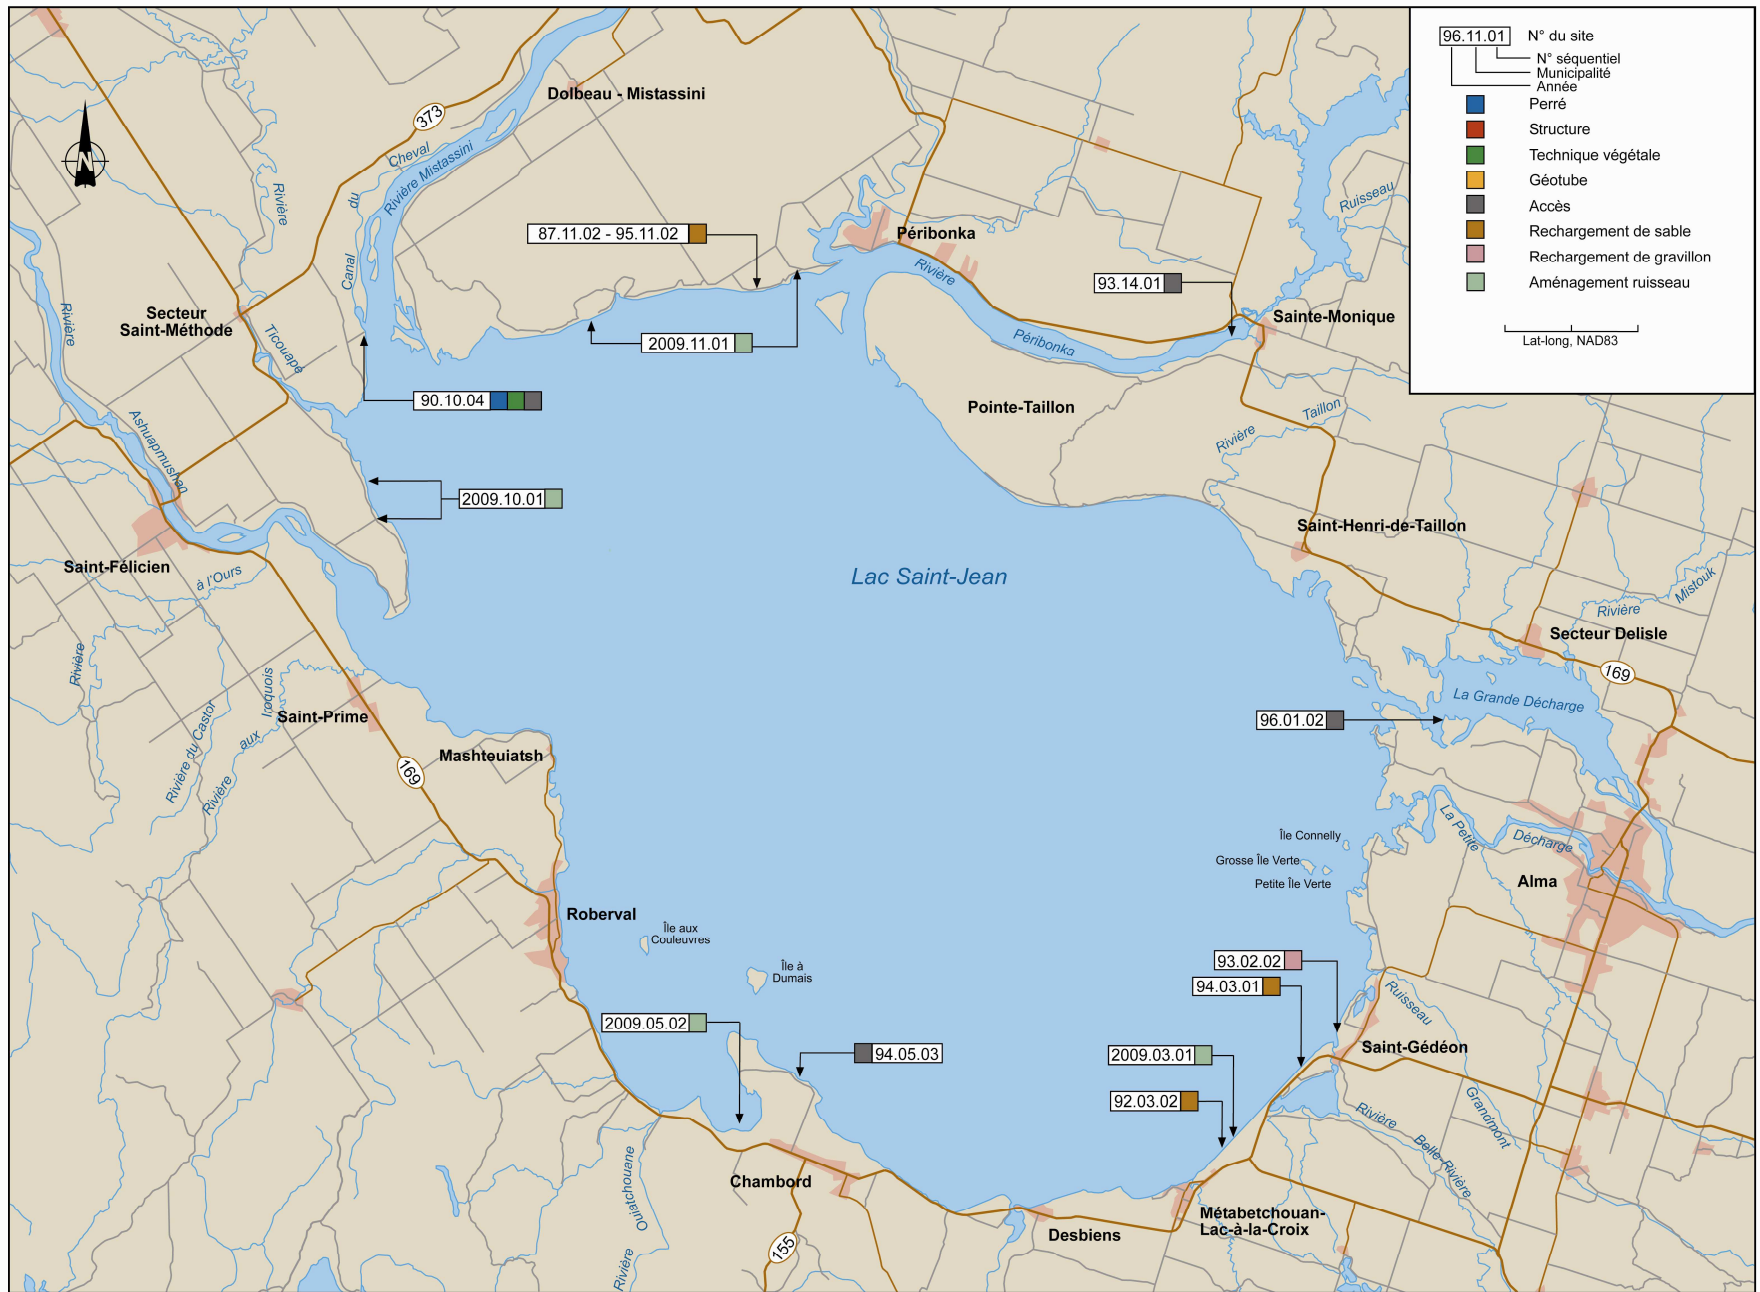 96.11.01 N° du site
N° séquentiel
Municipalité
Année
Perré
Structure
Technique végétale
Géotube
Accès
Rechargement de sable
Rechargement de gravillon
Aménagement ruisseau
Lat-long, NAD83
N
Dolbeau - Mistassini
373
Canal du Cheval
Rivière Mistassini
Rivière
Ticouapé
87.11.02 - 95.11.02
Péribonka
Rivière
Péribonka
93.14.01
Ruisseau
Sainte-Monique
Secteur
Saint-Méthode
2009.11.01
90.10.04
Pointe-Taillon
Rivière
Taillon
Rivière
Ashuapmushuan
2009.10.01
Saint-Henri-de-Taillon
Saint-Félicien
à l'Ours
Rivière
Lac Saint-Jean
Rivière
Mistouk
Secteur Delisle
169
La Grande Décharge
96.01.02
Saint-Prime
Rivière du Castor
Rivière
aux
Iroquois
Mashteuiatsh
169
Île Connelly
Grosse Île Verte
Petite Île Verte
La Petite
Décharge
Alma
Roberval
Île aux
Couleuvres
Île à
Dumais
93.02.02
94.03.01
Ruisseau
Grandmont
2009.05.02
94.05.03
2009.03.01
Saint-Gédéon
92.03.02
Rivière
Belle-Rivière
Chambord
Rivière
Ouiatchouane
155
Desbiens
Métabetchouan-
Lac-à-la-Croix